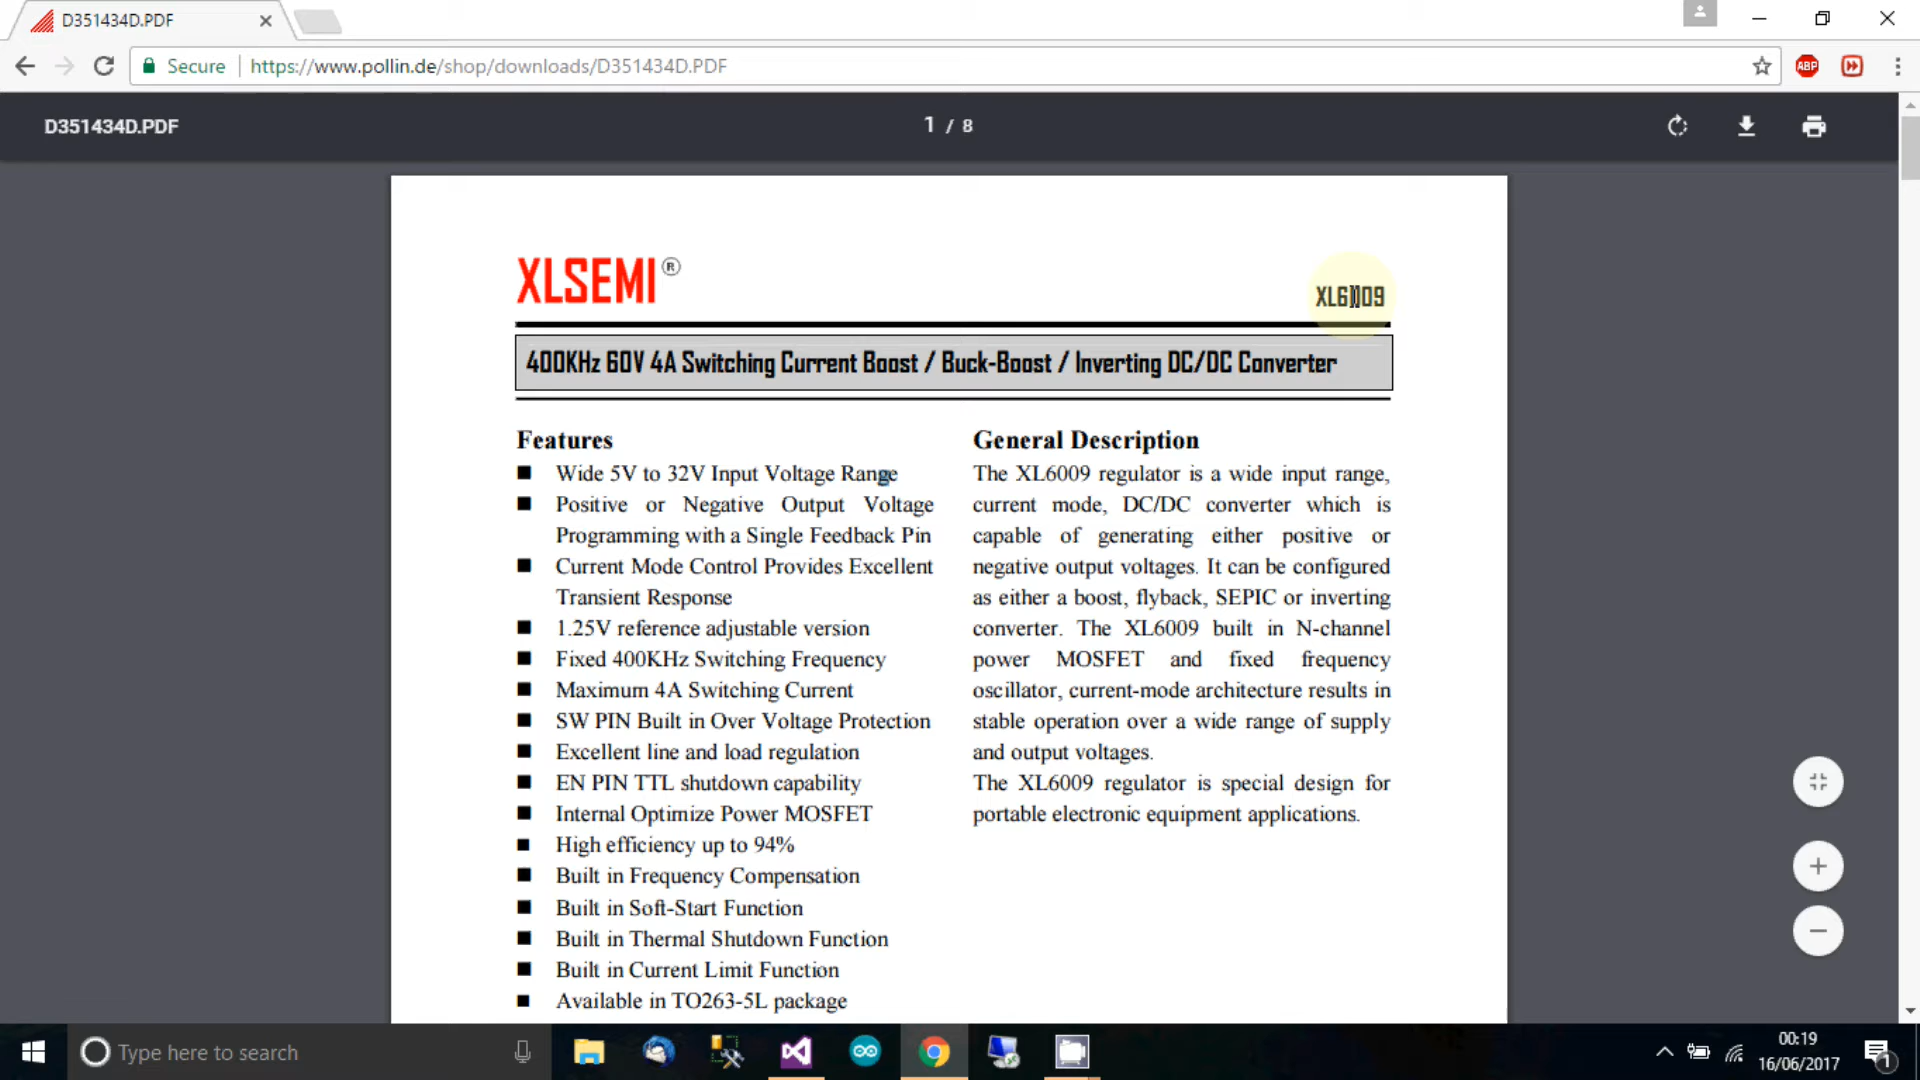 D351434D.PDF
Secure
https://www.pollin.de/shop/downloads/D351434D.PDF
ABP
D351434D.PDF
1 / 8
XLSEMI ®
XL6009
400KHz 60V 4A Switching Current Boost / Buck-Boost / Inverting DC/DC Converter
Features
Wide 5V to 32V Input Voltage Range
Positive or Negative Output Voltage
Programming with a Single Feedback Pin
Current Mode Control Provides Excellent
Transient Response
1.25V reference adjustable version
Fixed 400KHz Switching Frequency
Maximum 4A Switching Current
SW PIN Built in Over Voltage Protection
Excellent line and load regulation
EN PIN TTL shutdown capability
Internal Optimize Power MOSFET
High efficiency up to 94%
Built in Frequency Compensation
Built in Soft-Start Function
Built in Thermal Shutdown Function
Built in Current Limit Function
Available in TO263-5L package
General Description
The XL6009 regulator is a wide input range,
current mode, DC/DC converter which is
capable of generating either positive or
negative output voltages. It can be configured
as either a boost, flyback, SEPIC or inverting
converter. The XL6009 built in N-channel
power MOSFET and fixed frequency
oscillator, current-mode architecture results in
stable operation over a wide range of supply
and output voltages.
The XL6009 regulator is special design for
portable electronic equipment applications.
Type here to search
00:19
16/06/2017
1